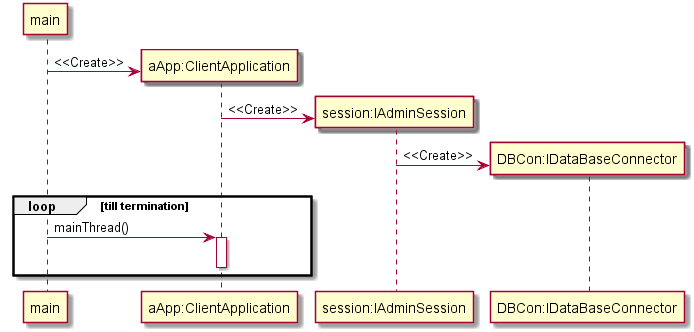 main
<<Create>>
aApp:ClientApplication
<<Create>>
session:IAdminSession
<<Create>>
DBCon:IDataBaseConnector
loop [till termination]
mainThread()
main aApp:ClientApplication session:IAdminSession DBCon:IDataBaseConnector